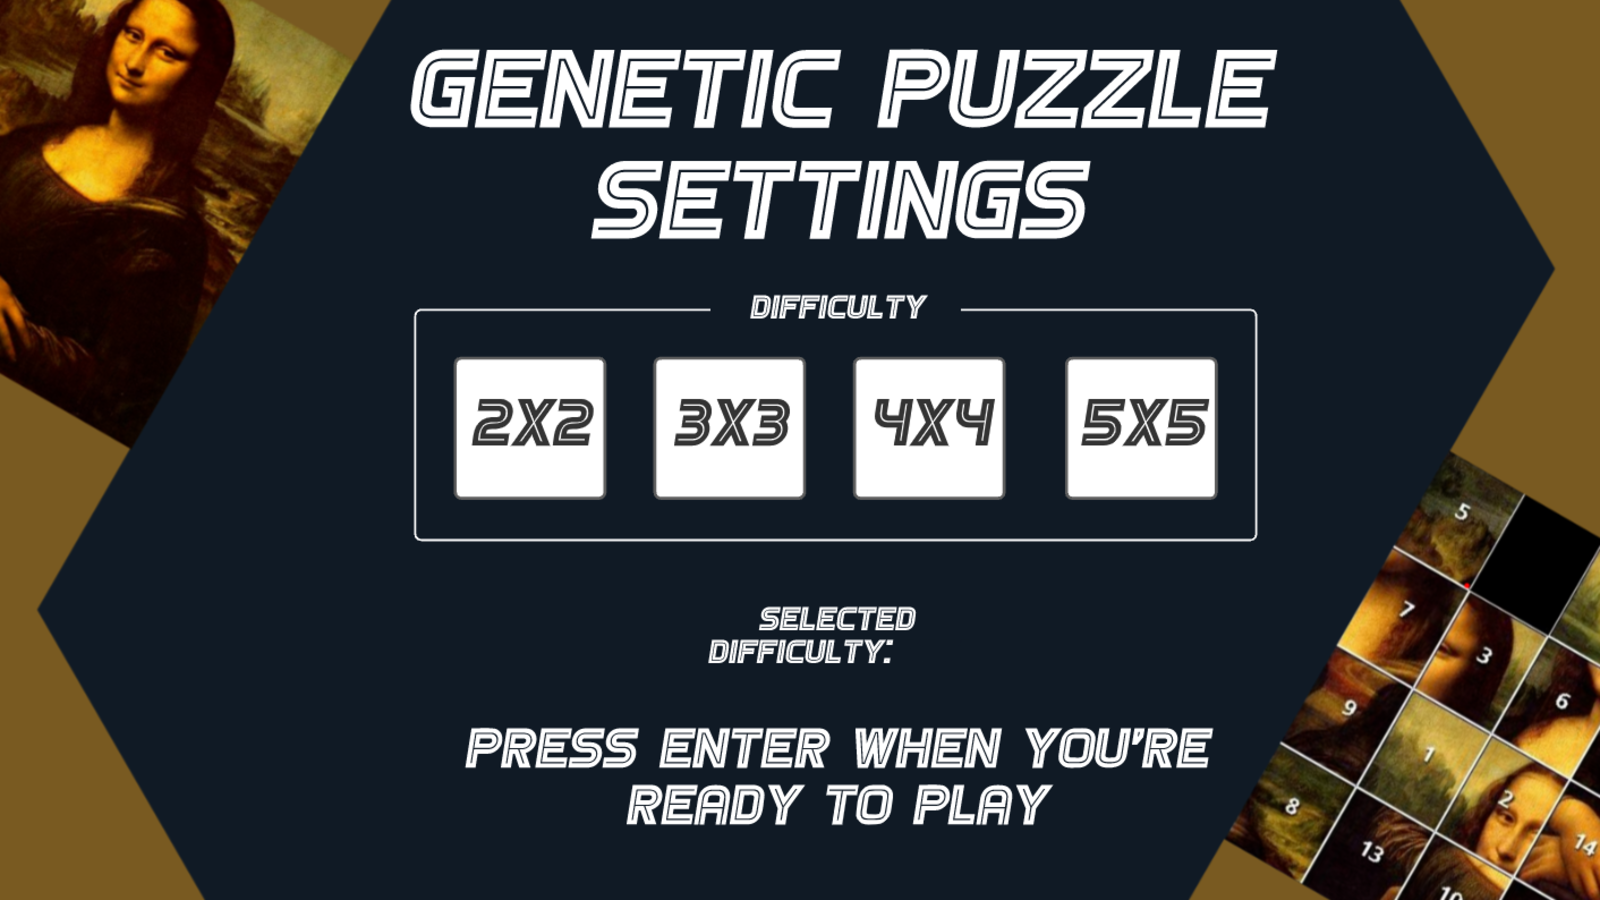 GENETIC PUZZLE
SETTINGS
DIFFICULTY
2X2
3X3
4X4
5X5
SELECTED
DIFFICULTY:
PRESS ENTER WHEN YOU'RE
READY TO PLAY
5
7
3
9
6
1
8
2
13
14
10